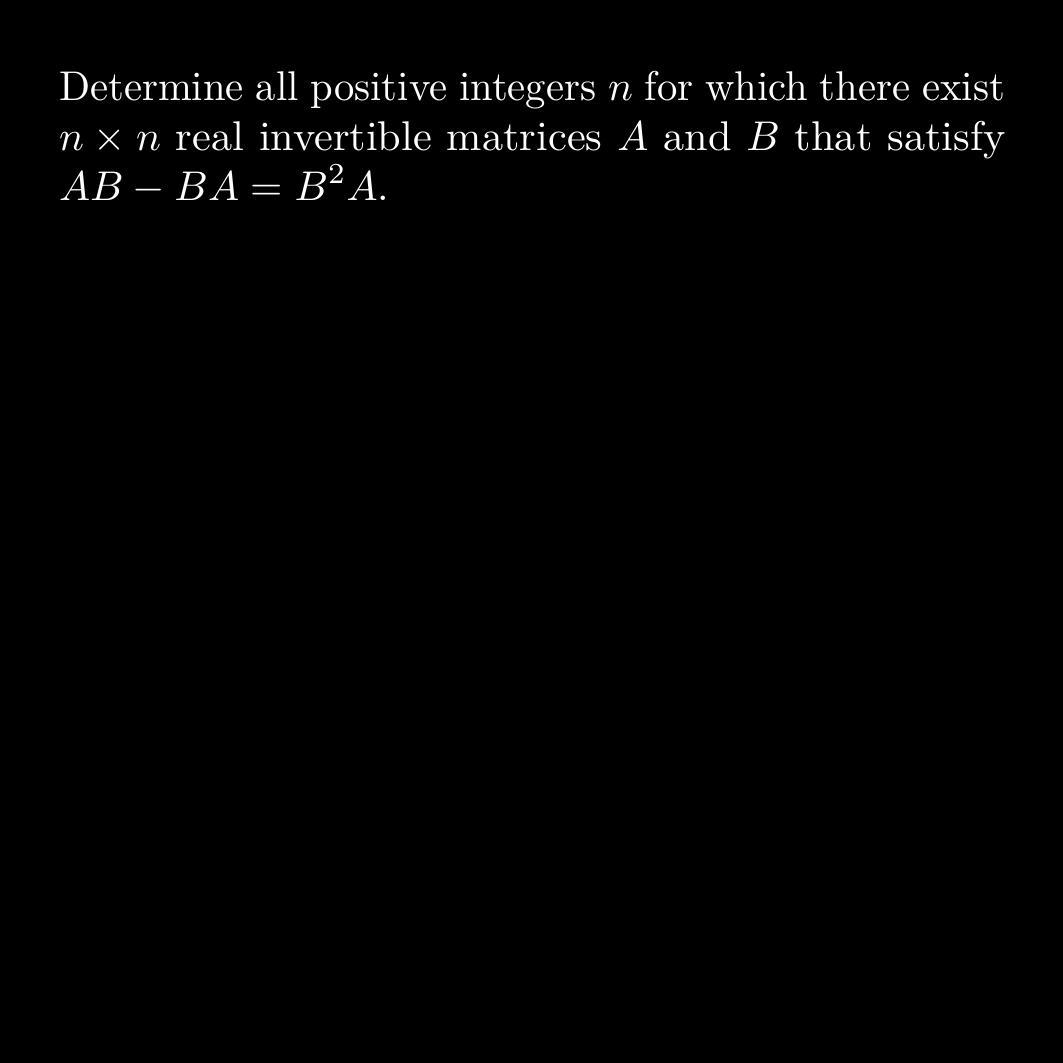 Determine all positive integers n for which there exist
n × n real invertible matrices A and B that satisfy
AB − BA = B²A.